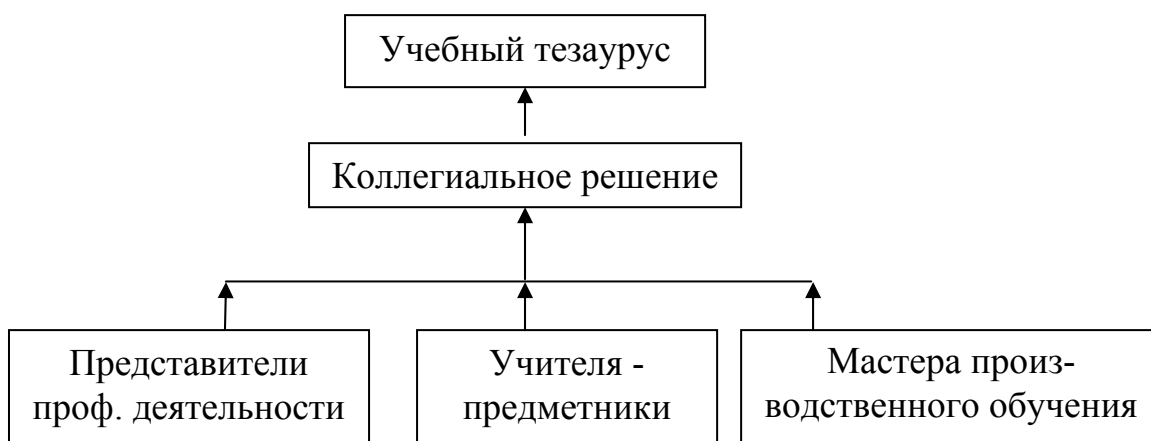 Учебный тезаурус
Коллегиальное решение
Представители
проф. деятельности
Учителя -
предметники
Мастера произ-
водственного обучения